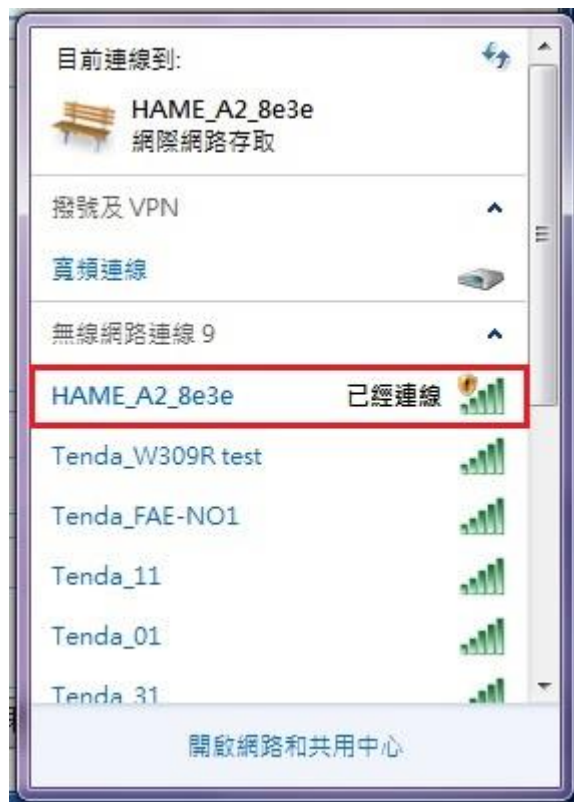 目前連線到:
HAME_A2_8e3e
網際網路存取
撥號及 VPN
寬頻連線
無線網路連線 9
HAME_A2_8e3e 已經連線
Tenda_W309R test
Tenda_FAE-NO1
Tenda_11
Tenda_01
Tenda_31
開啟網路和共用中心